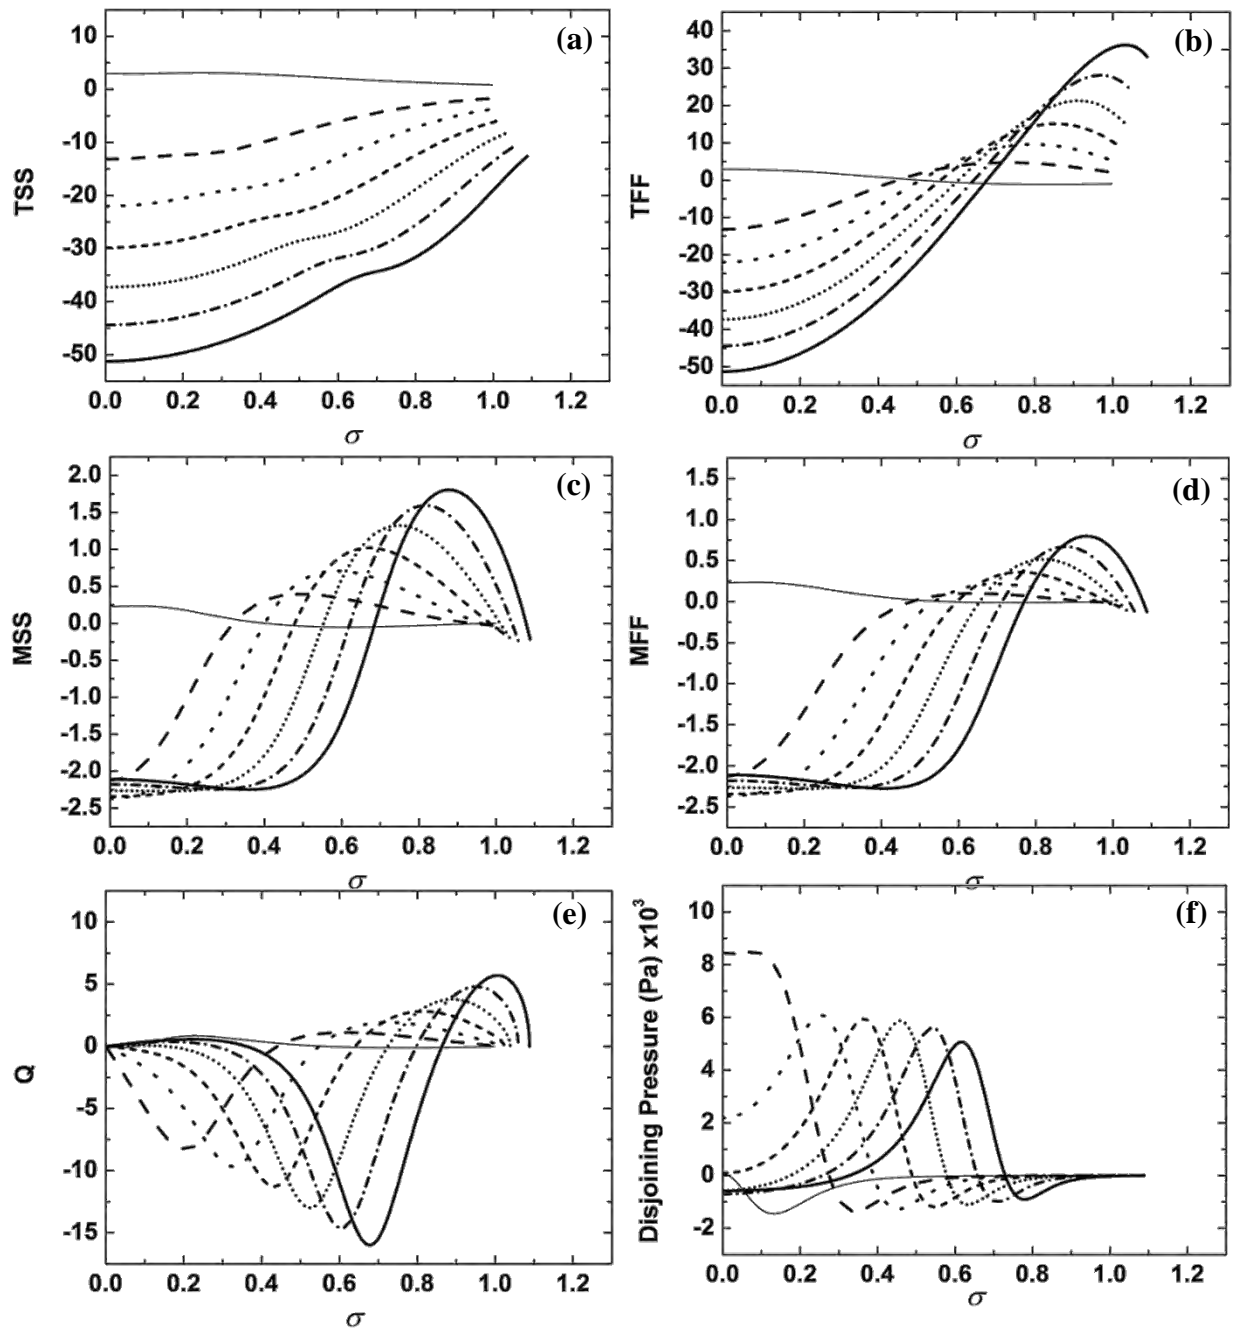 (a)
10
0
-10
-20
-30
-40
-50
TSS
0.0 0.2 0.4 0.6 0.8 1.0 1.2
σ
(b)
40
30
20
10
0
-10
-20
-30
-40
-50
TFF
0.0 0.2 0.4 0.6 0.8 1.0 1.2
σ
(c)
2.0
1.5
1.0
0.5
0.0
-0.5
-1.0
-1.5
-2.0
-2.5
MSS
0.0 0.2 0.4 0.6 0.8 1.0 1.2
σ
(d)
1.5
1.0
0.5
0.0
-0.5
-1.0
-1.5
-2.0
-2.5
MFF
0.0 0.2 0.4 0.6 0.8 1.0 1.2
σ
(e)
10
5
0
-5
-10
-15
Q
0.0 0.2 0.4 0.6 0.8 1.0 1.2
σ
(f)
10
8
6
4
2
0
-2
Disjoining Pressure (Pa) x10³
0.0 0.2 0.4 0.6 0.8 1.0 1.2
σ